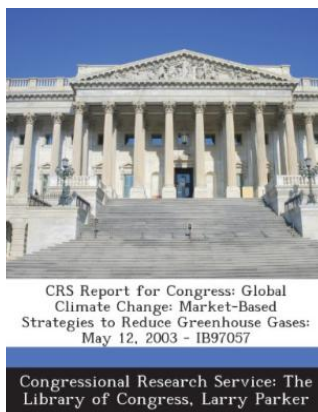 CRS Report for Congress: Global
Climate Change: Market-Based
Strategies to Reduce Greenhouse Gases:
May 12, 2003 - IB97057
Congressional Research Service: The
Library of Congress, Larry Parker